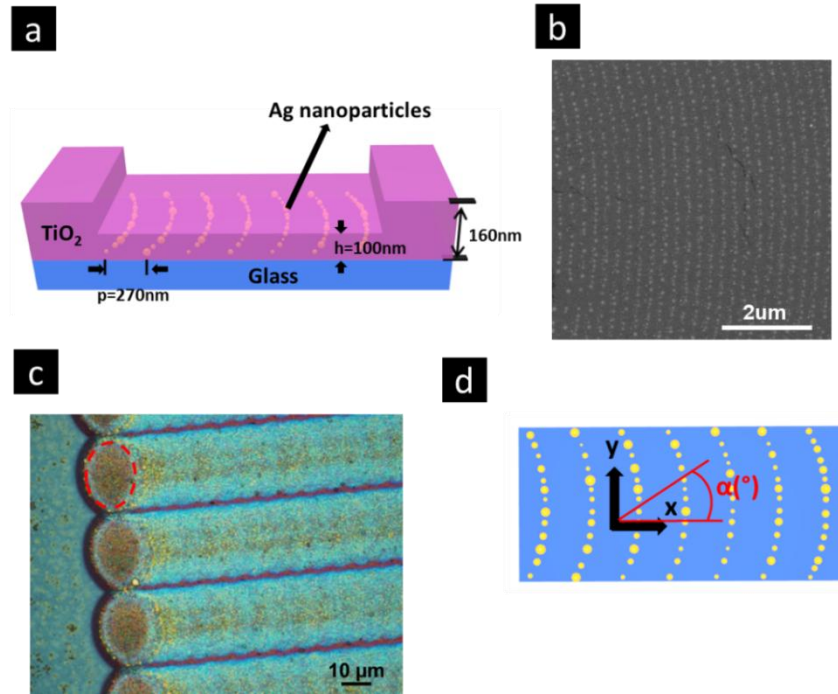 a
Ag nanoparticles
TiO₂
h=100nm
160nm
Glass
p=270nm
b
2um
c
10 µm
d
y
α(°)
x